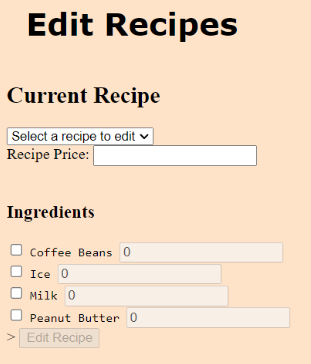 Edit Recipes
Current Recipe
Select a recipe to edit
Recipe Price:
Ingredients
Coffee Beans 0
Ice 0
Milk 0
Peanut Butter 0
> Edit Recipe